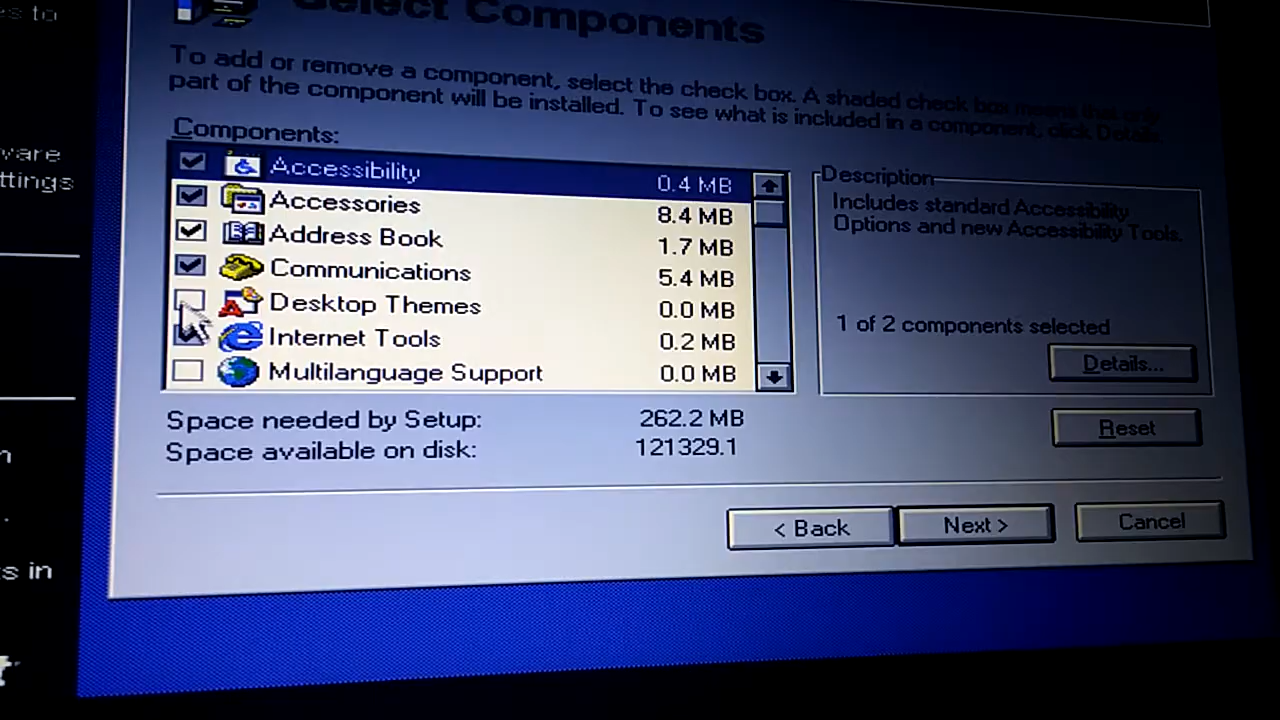 es to
ware
ttings
n
s in
Select Components
To add or remove a component, select the check box. A shaded check box means that only
part of the component will be installed. To see what is included in a component, click Details.
Components:
Accessibility 0.4 MB
Accessories 8.4 MB
Address Book 1.7 MB
Communications 5.4 MB
Desktop Themes 0.0 MB
Internet Tools 0.2 MB
Multilanguage Support 0.0 MB
Description
Includes standard Accessibility
Options and new Accessibility Tools.
1 of 2 components selected
Details...
Space needed by Setup: 262.2 MB
Space available on disk: 121329.1
Reset
< Back
Next >
Cancel